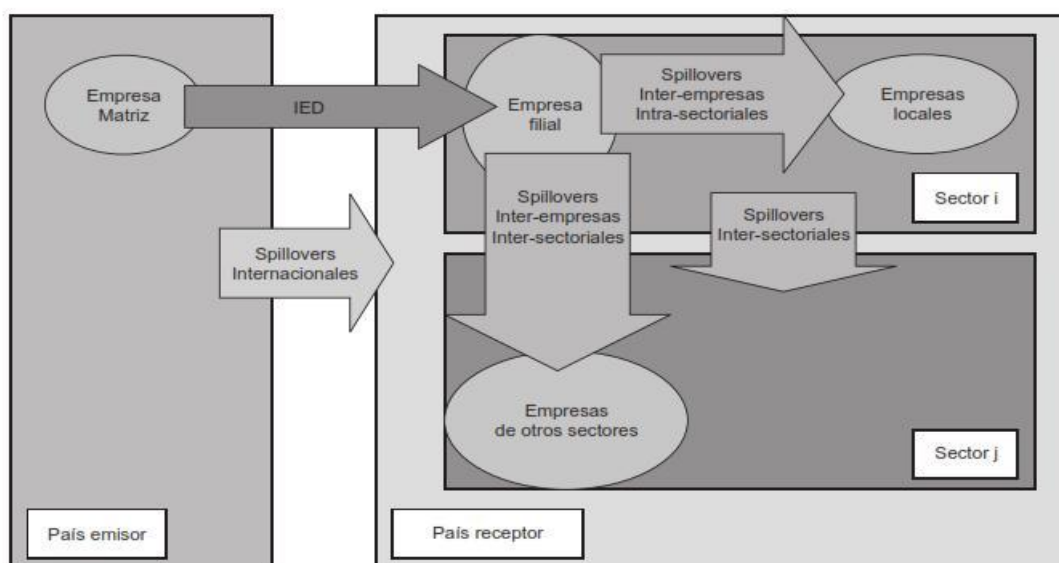 Empresa
Matriz
IED
Empresa
filial
Spillovers
Inter-empresas
Intra-sectoriales
Empresas
locales
Sector i
Spillovers
Inter-empresas
Inter-sectoriales
Spillovers
Inter-sectoriales
Spillovers
Internacionales
Empresas
de otros sectores
Sector j
País emisor
País receptor